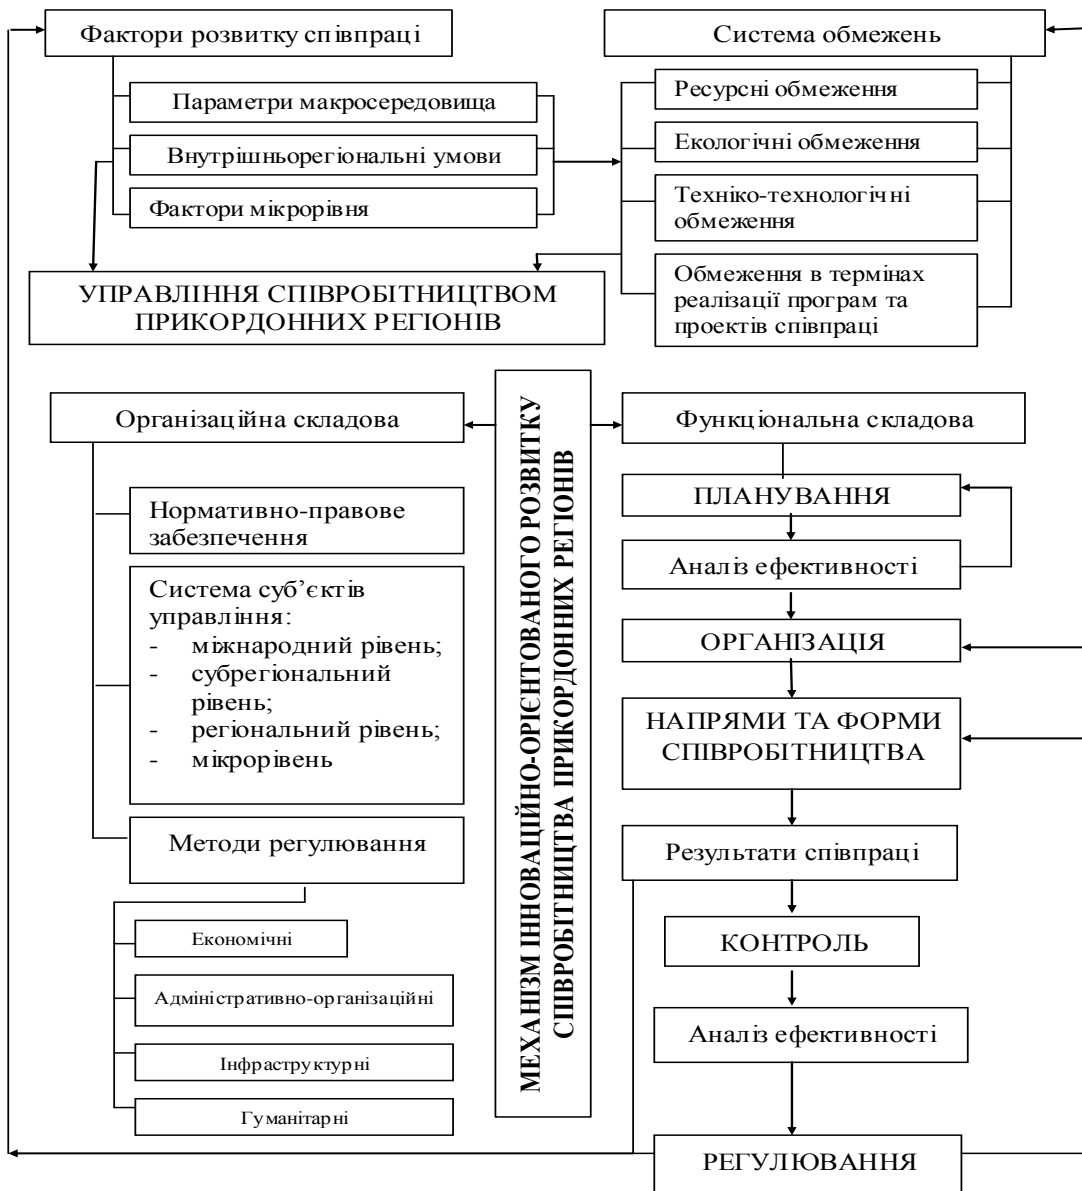 Фактори розвитку співпраці
Параметри макросередовища
Внутрішньорегіональні умови
Фактори мікрорівня
Система обмежень
Ресурсні обмеження
Екологічні обмеження
Техніко-технологічні
обмеження
Обмеження в термінах
реалізації програм та
проектів співпраці
УПРАВЛІННЯ СПІВРОБІТНИЦТВОМ
ПРИКОРДОННИХ РЕГІОНІВ
МЕХАНІЗМ ІННОВАЦІЙНО-ОРІЄНТОВАНОГО РОЗВИТКУ
СПІВРОБІТНИЦТВА ПРИКОРДОННИХ РЕГІОНІВ
Організаційна складова
Нормативно-правове
забезпечення
Система суб’єктів
управління:
- міжнародний рівень;
- субрегіональний
рівень;
- регіональний рівень;
- мікрорівень
Методи регулювання
Економічні
Адміністративно-організаційні
Інфраструктурні
Гуманітарні
Функціональна складова
ПЛАНУВАННЯ
Аналіз ефективності
ОРГАНІЗАЦІЯ
НАПРЯМИ ТА ФОРМИ
СПІВРОБІТНИЦТВА
Результати співпраці
КОНТРОЛЬ
Аналіз ефективності
РЕГУЛЮВАННЯ